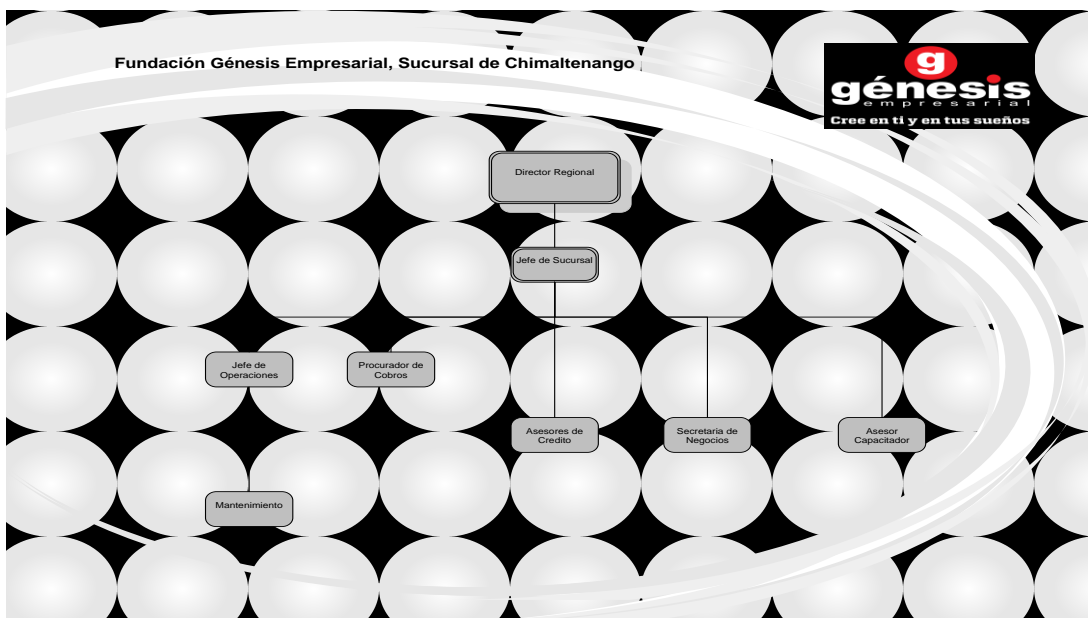 Fundación Génesis Empresarial, Sucursal de Chimaltenango
g
génesis
empresarial
Cree en ti y en tus sueños
Director Regional
Jefe de Sucursal
Jefe de
Operaciones
Procurador de
Cobros
Asesores de
Credito
Secretaria de
Negocios
Asesor
Capacitador
Mantenimiento